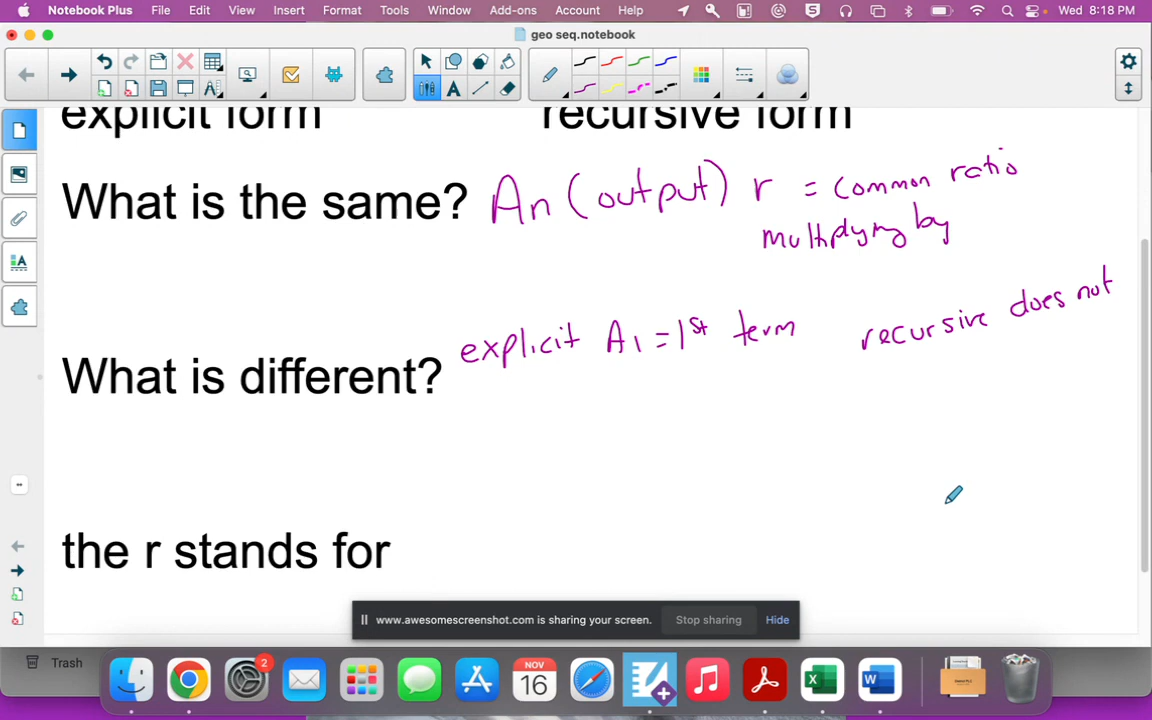 Notebook Plus File Edit View Insert Format Tools Window Add-ons Account Help Wed 8:18 PM
geo seq.notebook
explicit form recursive form
What is the same? An (output) r = common ratio
multiplying by
explicit A1 = 1st term recursive does not
What is different?
the r stands for
www.awesomescreenshot.com is sharing your screen. Stop sharing Hide
Trash
2
NOV
16